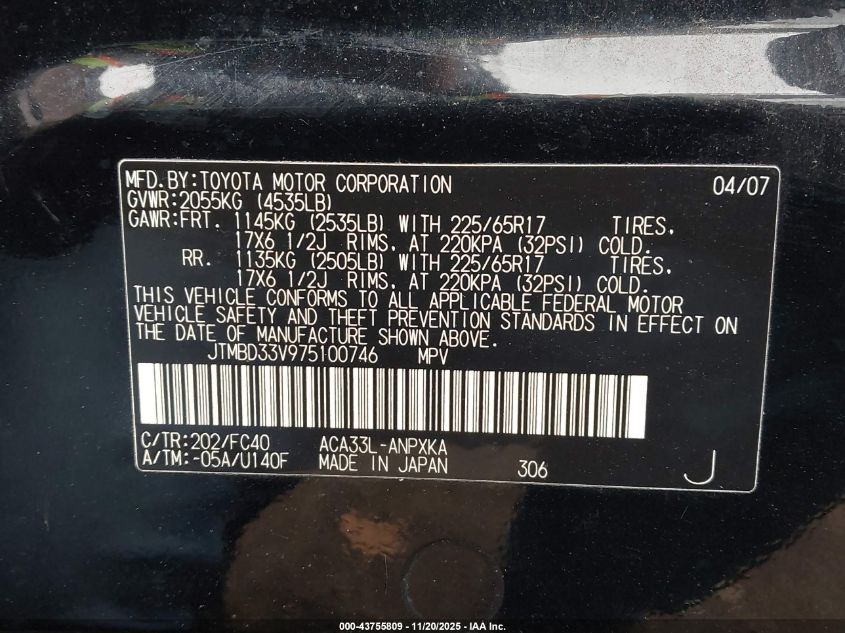 MFD.BY:TOYOTA MOTOR CORPORATION 04/07
GVWR:2055KG (4535LB)
GAWR:FRT. 1145KG (2535LB) WITH 225/65R17 TIRES,
17X6 1/2J RIMS, AT 220KPA (32PSI) COLD.
RR. 1135KG (2505LB) WITH 225/65R17 TIRES,
17X6 1/2J RIMS, AT 220KPA (32PSI) COLD.
THIS VEHICLE CONFORMS TO ALL APPLICABLE FEDERAL MOTOR
VEHICLE SAFETY AND THEFT PREVENTION STANDARDS IN EFFECT ON
THE DATE OF MANUFACTURE SHOWN ABOVE.
JTMBD33V975100746 MPV
C/TR:202/FC40 ACA33L-ANPXKA
A/TM:-05A/U140F MADE IN JAPAN 306 J
000-43755809 - 11/20/2025 - IAA Inc.